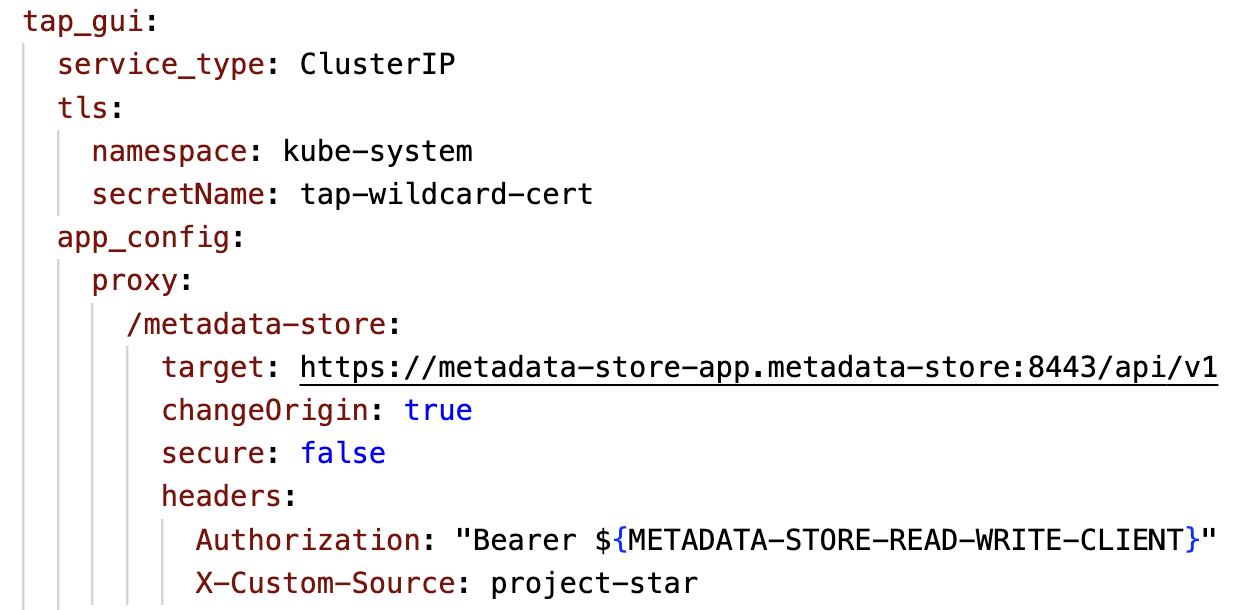 tap_gui:
  service_type: ClusterIP
  tls:
    namespace: kube-system
    secretName: tap-wildcard-cert
  app_config:
    proxy:
      /metadata-store:
        target: https://metadata-store-app.metadata-store:8443/api/v1
        changeOrigin: true
        secure: false
        headers:
          Authorization: "Bearer ${METADATA-STORE-READ-WRITE-CLIENT}"
          X-Custom-Source: project-star